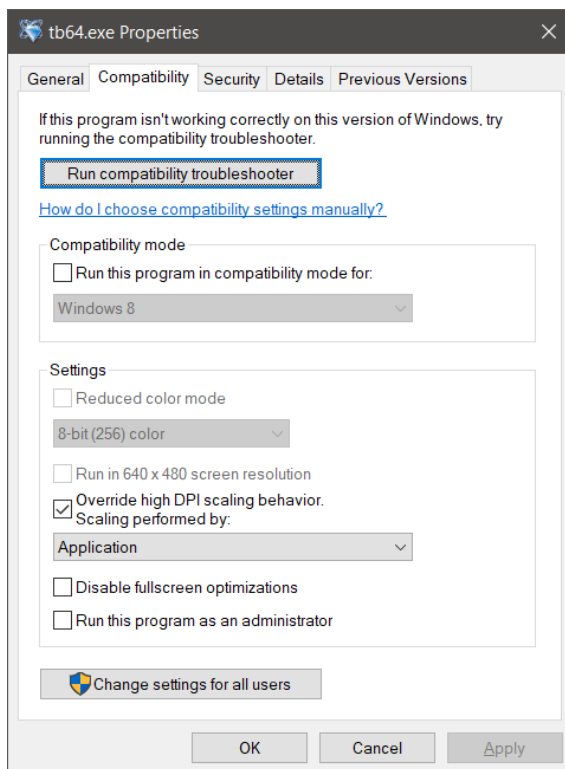 tb64.exe Properties
General Compatibility Security Details Previous Versions
If this program isn't working correctly on this version of Windows, try
running the compatibility troubleshooter.
Run compatibility troubleshooter
How do I choose compatibility settings manually?
Compatibility mode
Run this program in compatibility mode for:
Windows 8
Settings
Reduced color mode
8-bit (256) color
Run in 640 x 480 screen resolution
Override high DPI scaling behavior.
Scaling performed by:
Application
Disable fullscreen optimizations
Run this program as an administrator
Change settings for all users
OK Cancel Apply